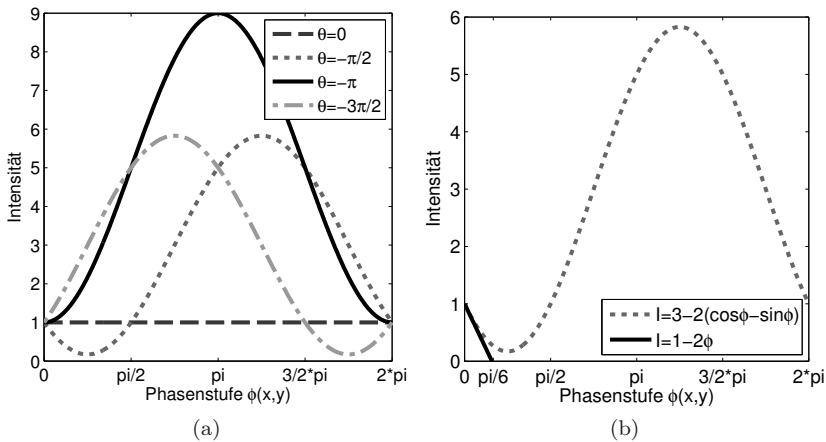 9
8
7
6
5
4
3
2
1
0
Intensität
θ=0
θ=−π/2
θ=−π
θ=−3π/2
0 pi/2 pi 3/2*pi 2*pi
Phasenstufe ϕ(x,y)
(a)
6
5
4
3
2
1
0
Intensität
I=3−2(cosϕ−sinϕ)
I=1−2ϕ
0 pi/6 pi/2 pi 3/2*pi 2*pi
Phasenstufe ϕ(x,y)
(b)